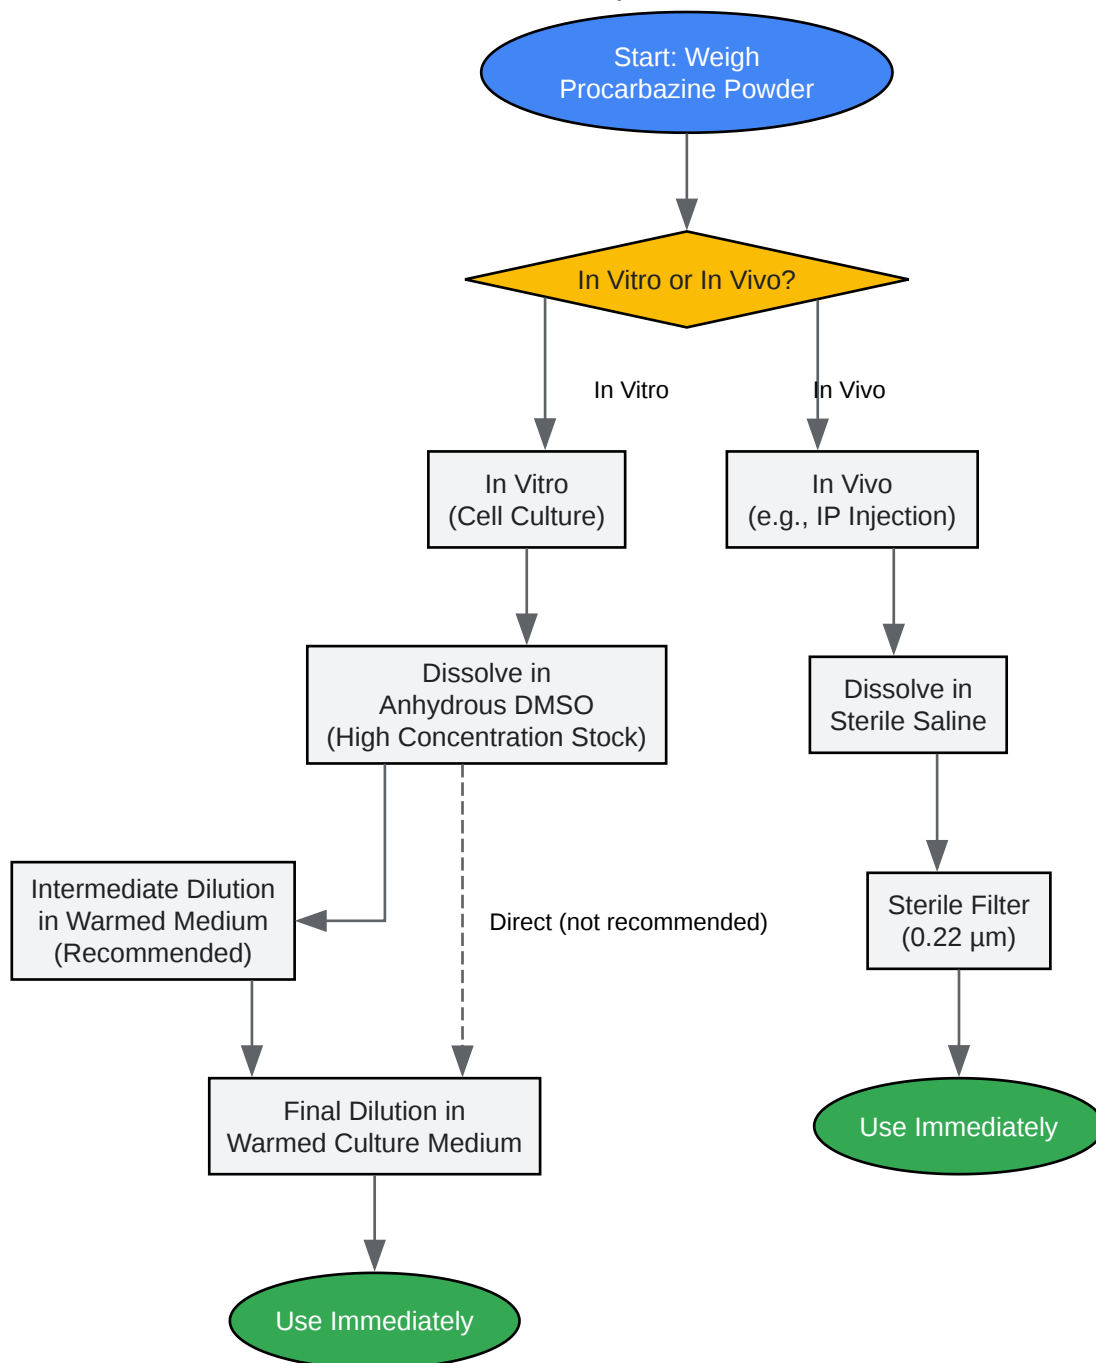 Start: Weigh
Procarbazine Powder
In Vitro or In Vivo?
In Vitro
In Vivo
In Vitro
(Cell Culture)
In Vivo
(e.g., IP Injection)
Dissolve in
Anhydrous DMSO
(High Concentration Stock)
Dissolve in
Sterile Saline
Intermediate Dilution
in Warmed Medium
(Recommended)
Direct (not recommended)
Sterile Filter
(0.22 µm)
Final Dilution in
Warmed Culture Medium
Use Immediately
Use Immediately